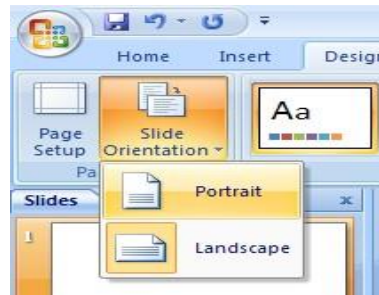 Home Insert Desig
Aa
Page Setup
Slide Orientation
Pa
Portrait
Slides
Landscape
1